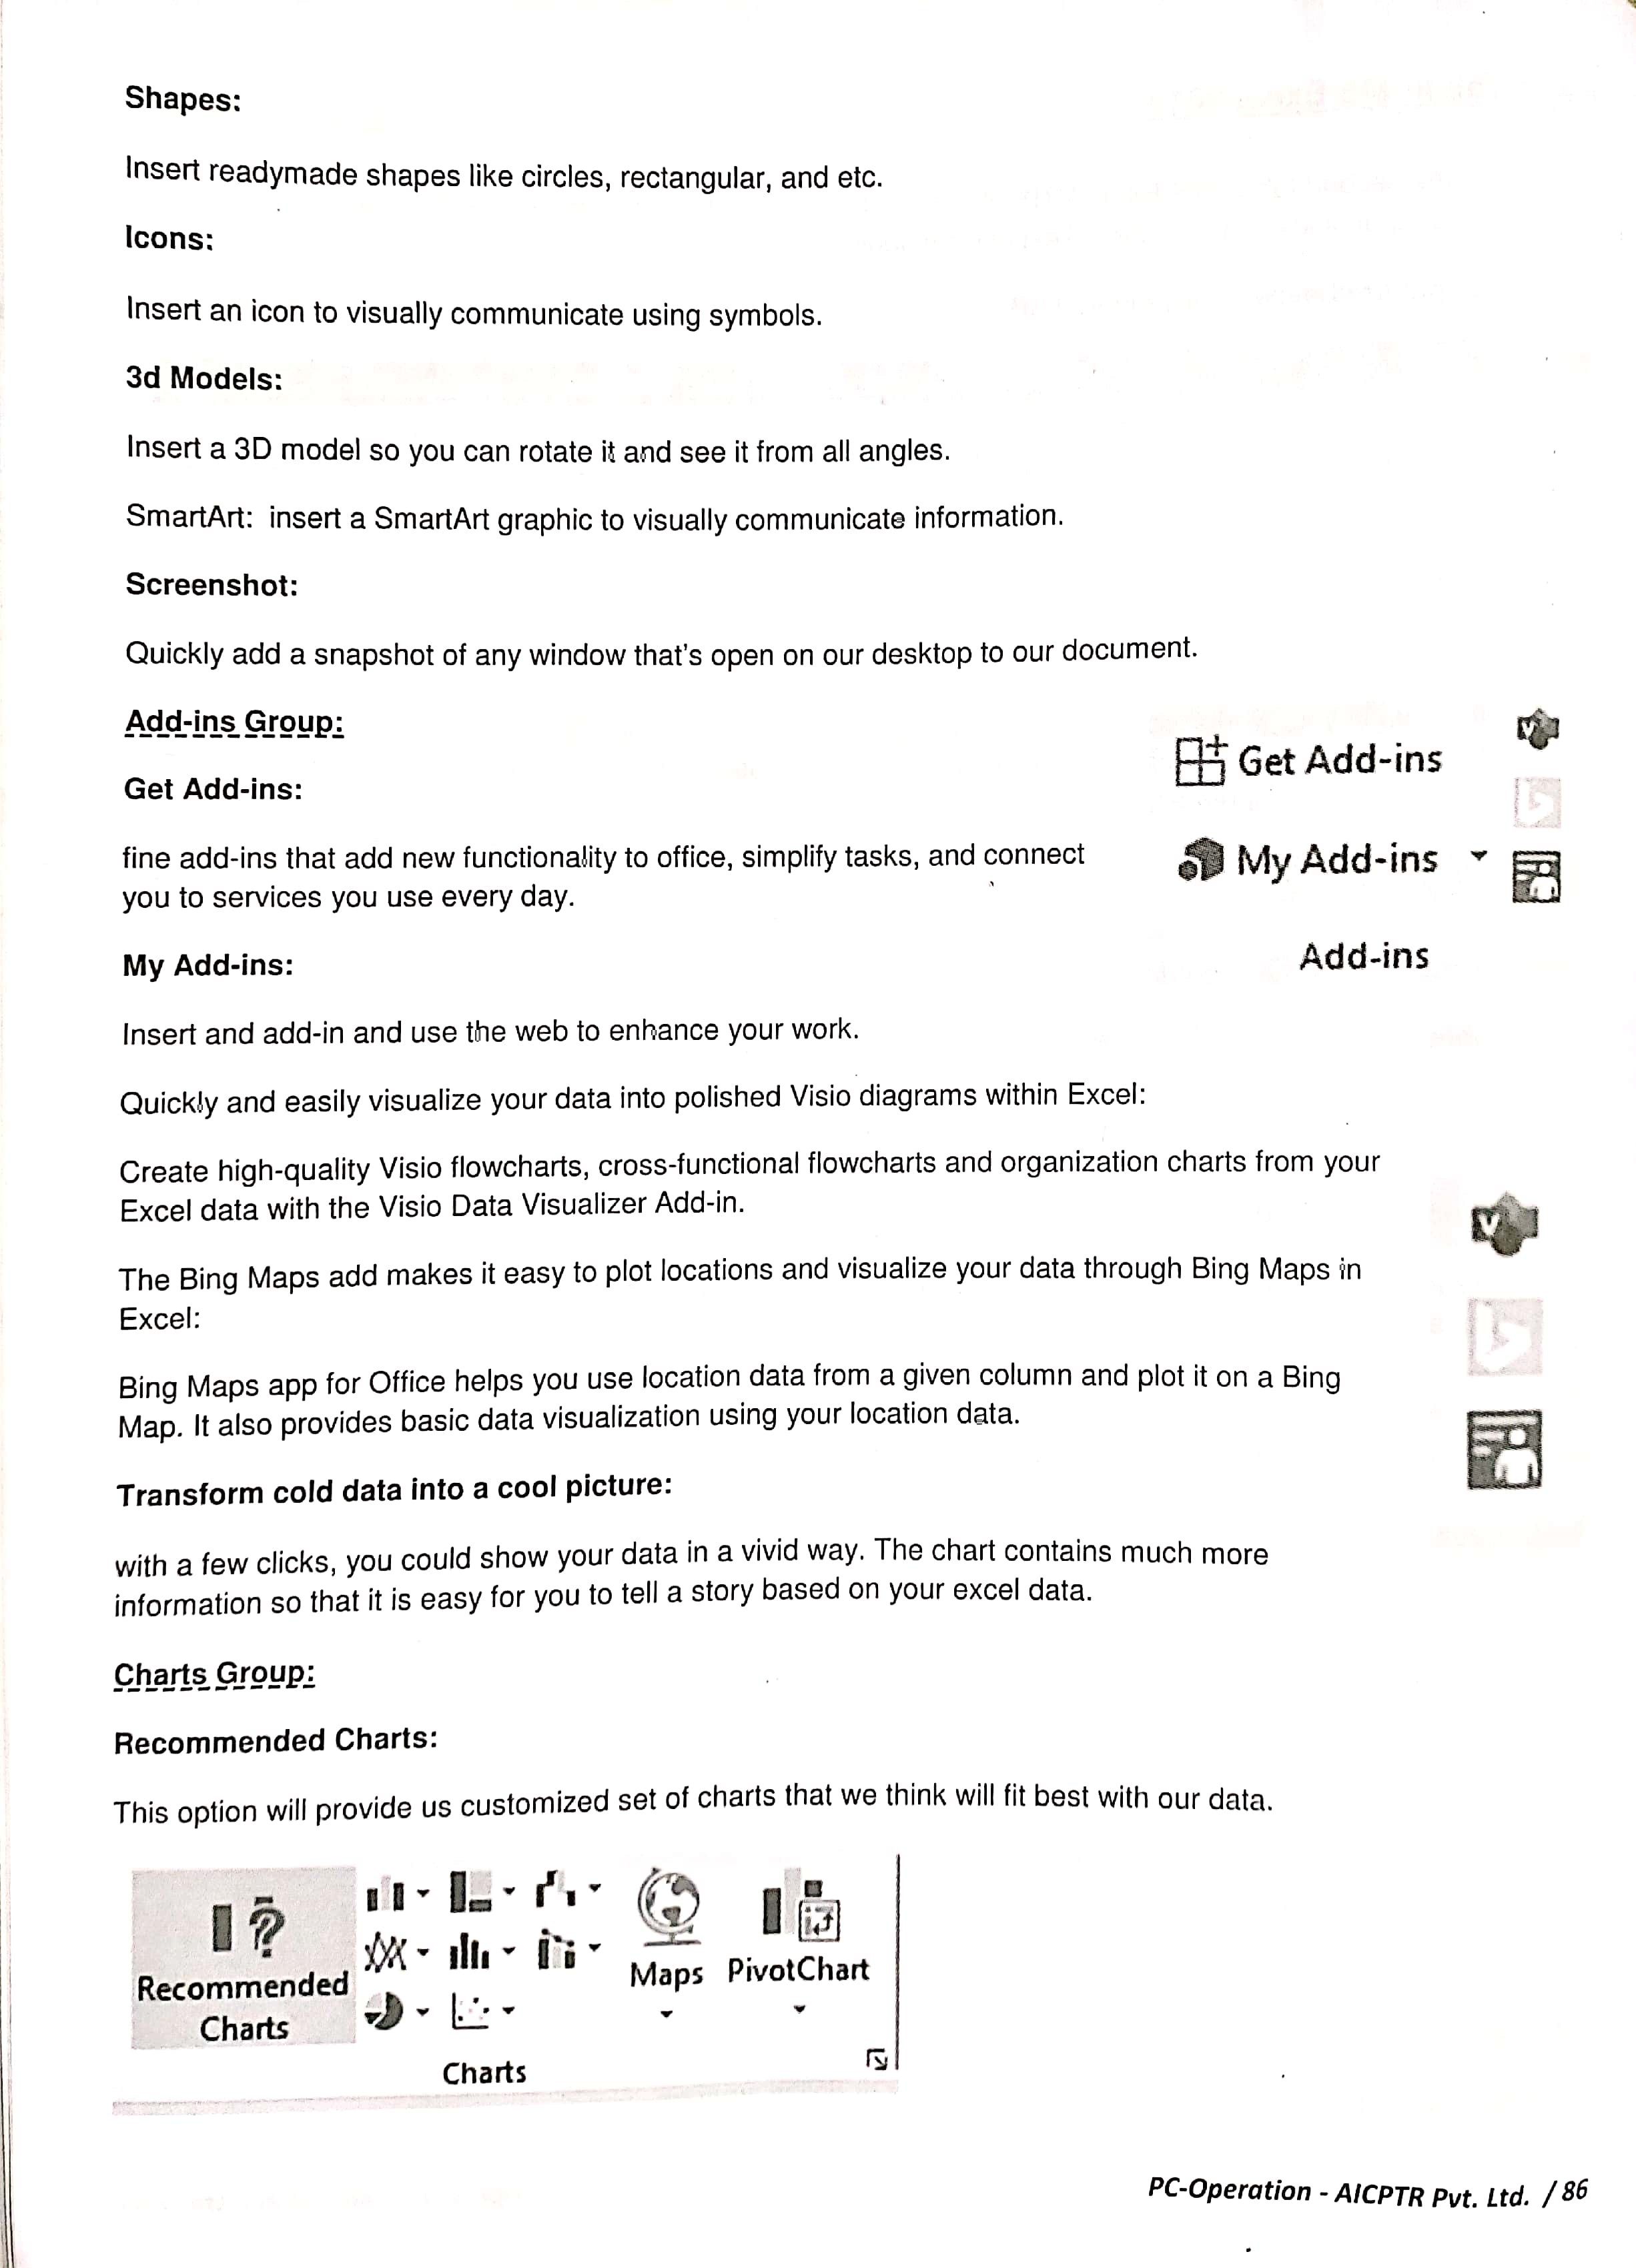 Shapes:
Insert readymade shapes like circles, rectangular, and etc.
Icons:
Insert an icon to visually communicate using symbols.
3d Models:
Insert a 3D model so you can rotate it and see it from all angles.
SmartArt: insert a SmartArt graphic to visually communicate information.
Screenshot:
Quickly add a snapshot of any window that's open on our desktop to our document.
Add-ins Group:
Get Add-ins
Get Add-ins:
fine add-ins that add new functionality to office, simplify tasks, and connect
My Add-ins
you to services you use every day.
Add-ins
My Add-ins:
Insert and add-in and use the web to enhance your work.
Quickly and easily visualize your data into polished Visio diagrams within Excel:
Create high-quality Visio flowcharts, cross-functional flowcharts and organization charts from your
Excel data with the Visio Data Visualizer Add-in.
The Bing Maps add makes it easy to plot locations and visualize your data through Bing Maps in
Excel:
Bing Maps app for Office helps you use location data from a given column and plot it on a Bing
Map. It also provides basic data visualization using your location data.
Transform cold data into a cool picture:
with a few clicks, you could show your data in a vivid way. The chart contains much more
information so that it is easy for you to tell a story based on your excel data.
Charts Group:
Recommended Charts:
This option will provide us customized set of charts that we think will fit best with our data.
Recommended
Charts
Maps
PivotChart
Charts
PC-Operation - AICPTR Pvt. Ltd. / 86